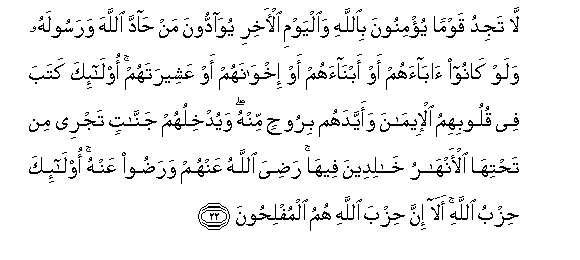 لَّا تَجِدُ قَوْمًا يُؤْمِنُونَ بِٱللَّهِ وَٱلْيَوْمِ ٱلْأَخِرِ يُوَآدُّونَ مَنْ حَآدَّ ٱللَّهَ وَرَسُولَهُۥ
وَلَوْ كَانُوٓا۟ ءَابَآءَهُمْ أَوْ أَبْنَآءَهُمْ أَوْ إِخْوَٰنَهُمْ أَوْ عَشِيرَتَهُمْ ۚ أُو۟لَـٰٓئِكَ كَتَبَ
فِى قُلُوبِهِمُ ٱلْإِيمَـٰنَ وَأَيَّدَهُم بِرُوحٍ مِّنْهُ ۖ وَيُدْخِلُهُمْ جَنَّـٰتٍ تَجْرِى مِن
تَحْتِهَا ٱلْأَنْهَـٰرُ خَـٰلِدِينَ فِيهَا ۚ رَضِىَ ٱللَّهُ عَنْهُمْ وَرَضُوا۟ عَنْهُ ۚ أُو۟لَـٰٓئِكَ
حِزْبُ ٱللَّهِ ۚ أَلَآ إِنَّ حِزْبَ ٱللَّهِ هُمُ ٱلْمُفْلِحُونَ ٢٢